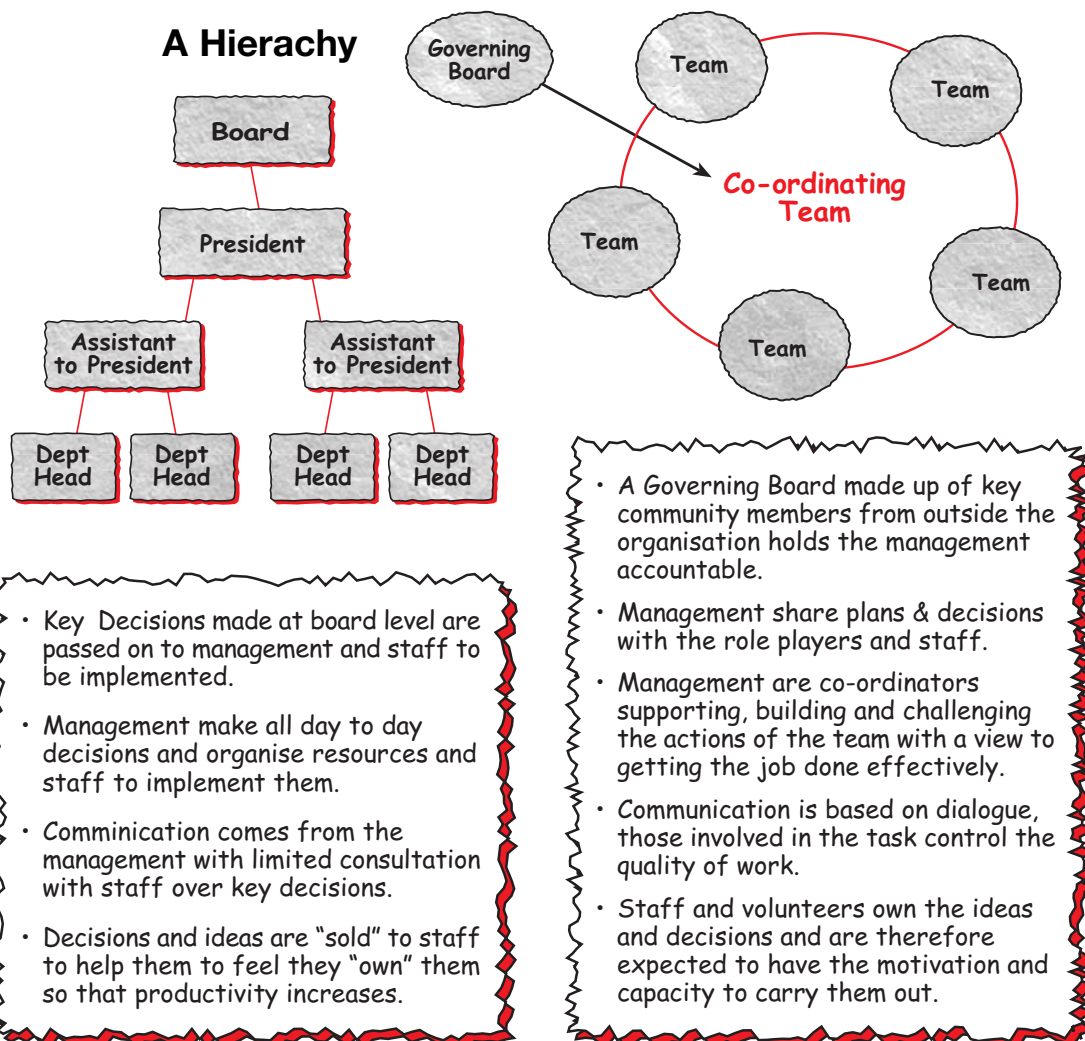 A Hierachy
Board
President
Assistant
to President
Assistant
to President
Dept
Head
Dept
Head
Dept
Head
Dept
Head
Governing
Board
Team
Team
Co-ordinating
Team
Team
Team
Team
· Key Decisions made at board level are
passed on to management and staff to
be implemented.
· Management make all day to day
decisions and organise resources and
staff to implement them.
· Comminication comes from the
management with limited consultation
with staff over key decisions.
· Decisions and ideas are “sold” to staff
to help them to feel they “own” them
so that productivity increases.
· A Governing Board made up of key
community members from outside the
organisation holds the management
accountable.
· Management share plans & decisions
with the role players and staff.
· Management are co-ordinators
supporting, building and challenging
the actions of the team with a view to
getting the job done effectively.
· Communication is based on dialogue,
those involved in the task control the
quality of work.
· Staff and volunteers own the ideas
and decisions and are therefore
expected to have the motivation and
capacity to carry them out.